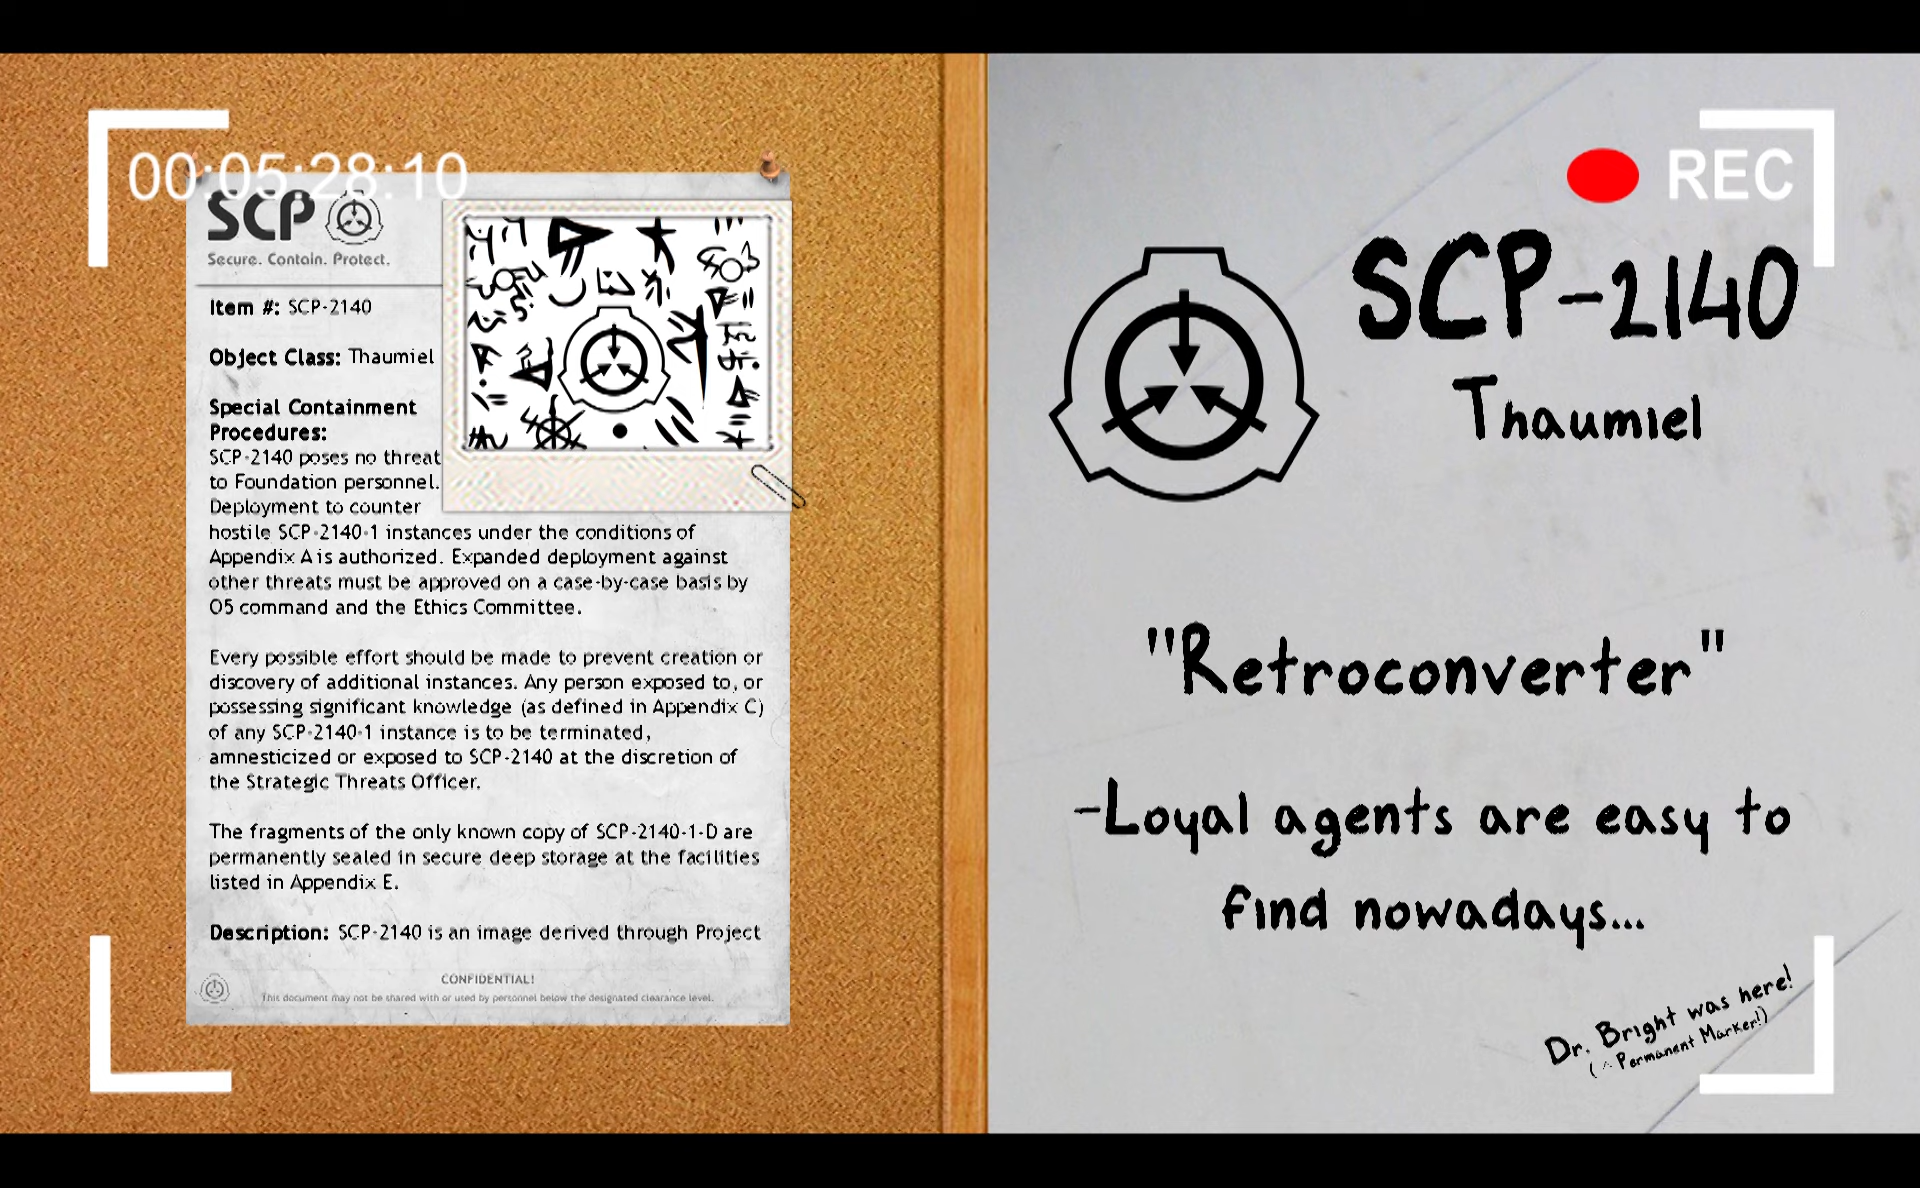 00:05:28:10
REC
SCP
Secure. Contain. Protect.
Item #: SCP-2140
Object Class: Thaumiel
Special Containment
Procedures:
SCP-2140 poses no threat
to Foundation personnel.
Deployment to counter
hostile SCP-2140-1 instances under the conditions of
Appendix A is authorized. Expanded deployment against
other threats must be approved on a case-by-case basis by
O5 command and the Ethics Committee.
Every possible effort should be made to prevent creation or
discovery of additional instances. Any person exposed to, or
possessing significant knowledge (as defined in Appendix C)
of any SCP-2140-1 instance is to be terminated,
amnesticized or exposed to SCP-2140 at the discretion of
the Strategic Threats Officer.
The fragments of the only known copy of SCP-2140-1-D are
permanently sealed in secure deep storage at the facilities
listed in Appendix E.
Description: SCP-2140 is an image derived through Project
CONFIDENTIAL!
This document may not be shared with or used by personnel below the designated clearance level.
SCP-2140
Thaumiel
"Retroconverter"
-Loyal agents are easy to
find nowadays...
Dr. Bright was here!
(^ Permanent Marker!)